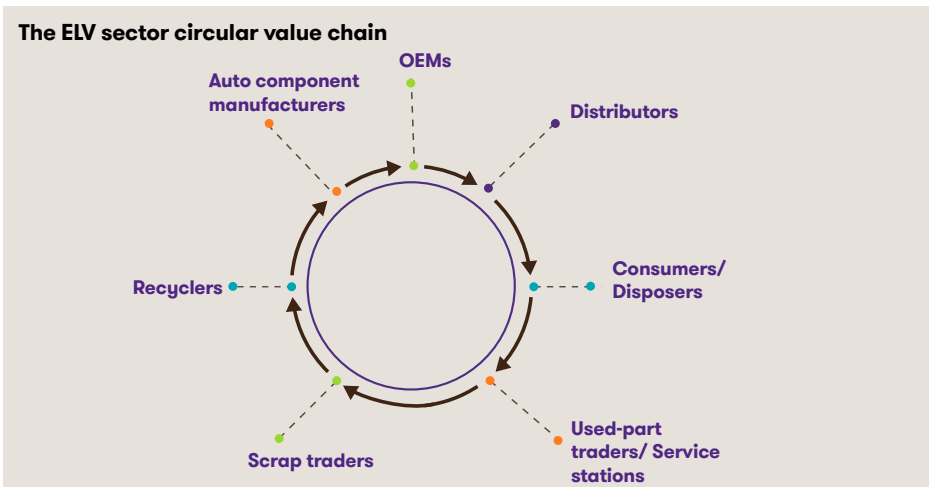 The ELV sector circular value chain
OEMs
Auto component
manufacturers
Distributors
Consumers/
Disposers
Recyclers
Used-part
traders/ Service
stations
Scrap traders